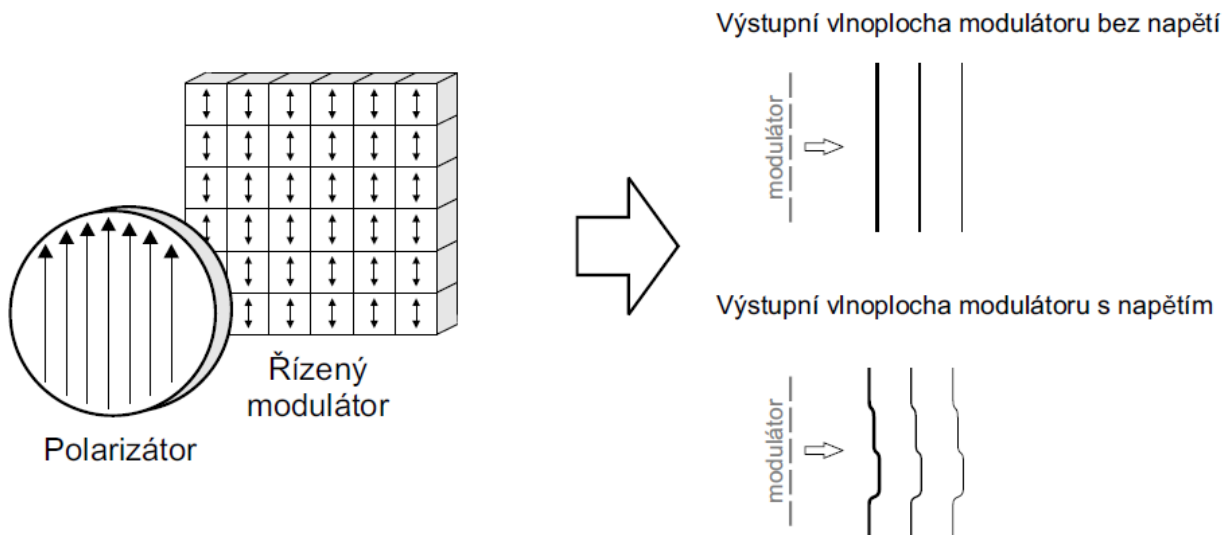 Výstupní vlnoplocha modulátoru bez napětí
modulátor
Polarizátor
Řízený
modulátor
Výstupní vlnoplocha modulátoru s napětím
modulátor